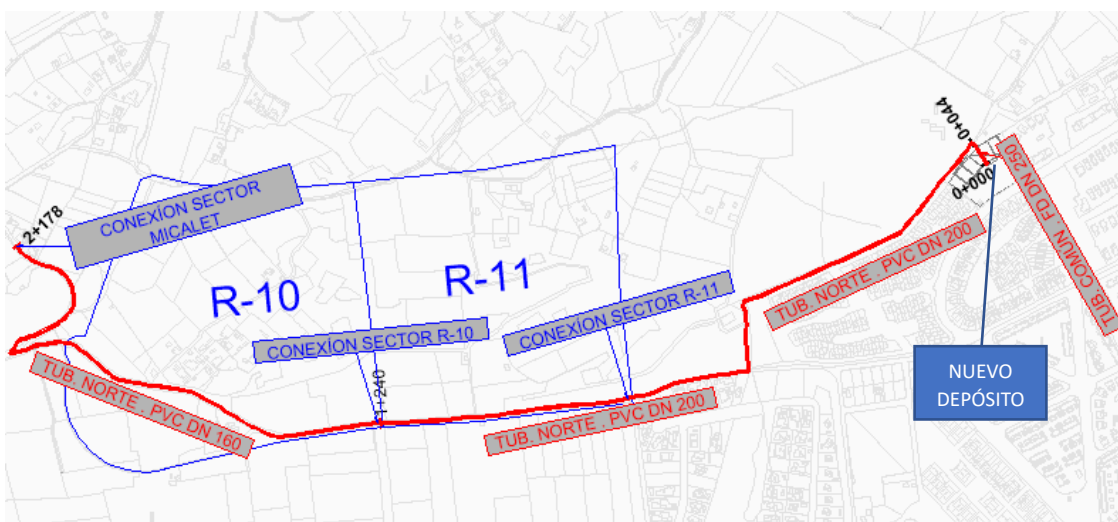 0+044
0+000
TUB. COMUN. FD DN 250
2+178
CONEXÍON SECTOR
MICALET
R-10
R-11
TUB. NORTE . PVC DN 200
CONEXÍON SECTOR R-11
CONEXÍON SECTOR R-10
NUEVO
DEPÓSITO
1+240
TUB. NORTE . PVC DN 160
TUB. NORTE . PVC DN 200